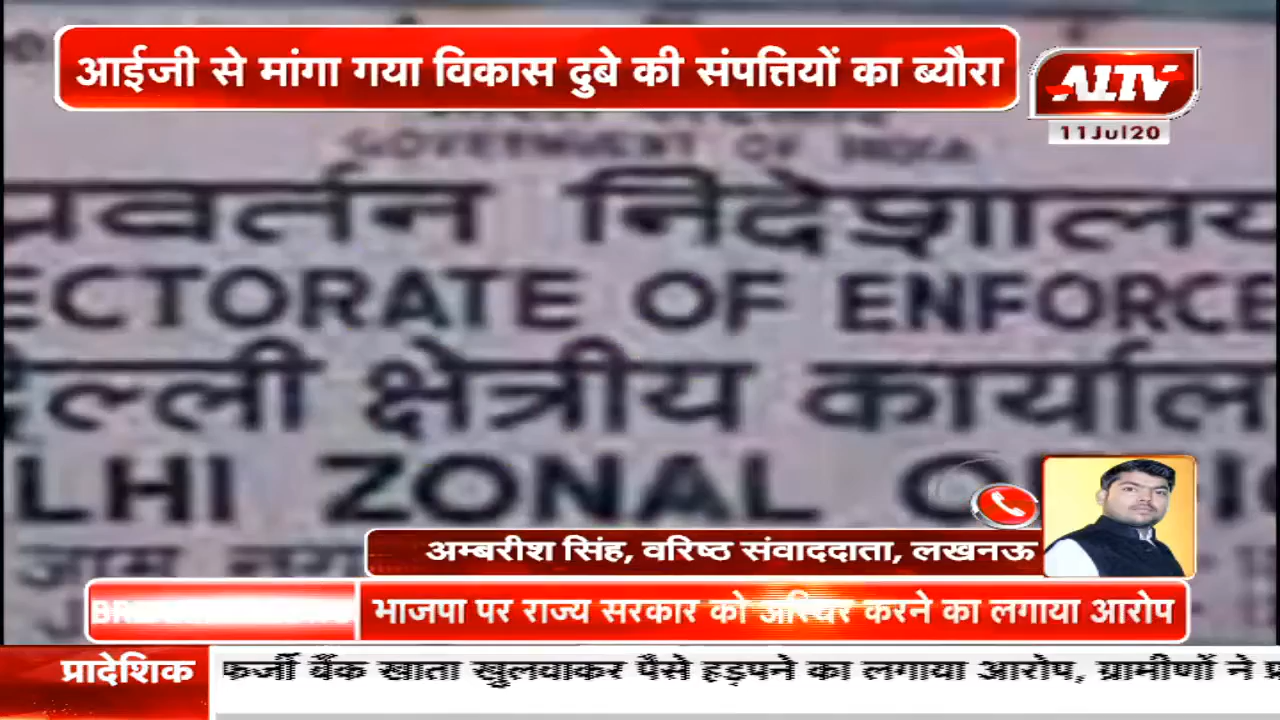 आईजी से मांगा गया विकास दुबे की संपत्तियों का ब्यौरा
ALTV
11Jul20
GOVERNMENT OF INDIA
प्रवर्तन निदेशालय
ECTORATE OF ENFORCE
दिल्ली क्षेत्रीय कार्याल
LHI ZONAL
अम्बरीश सिंह, वरिष्ठ संवाददाता, लखनऊ
भाजपा पर राज्य सरकार को अस्थिर करने का लगाया आरोप
प्रादेशिक
फर्जी बैंक खाता खुलवाकर पैसे हड़पने का लगाया आरोप, ग्रामीणों ने